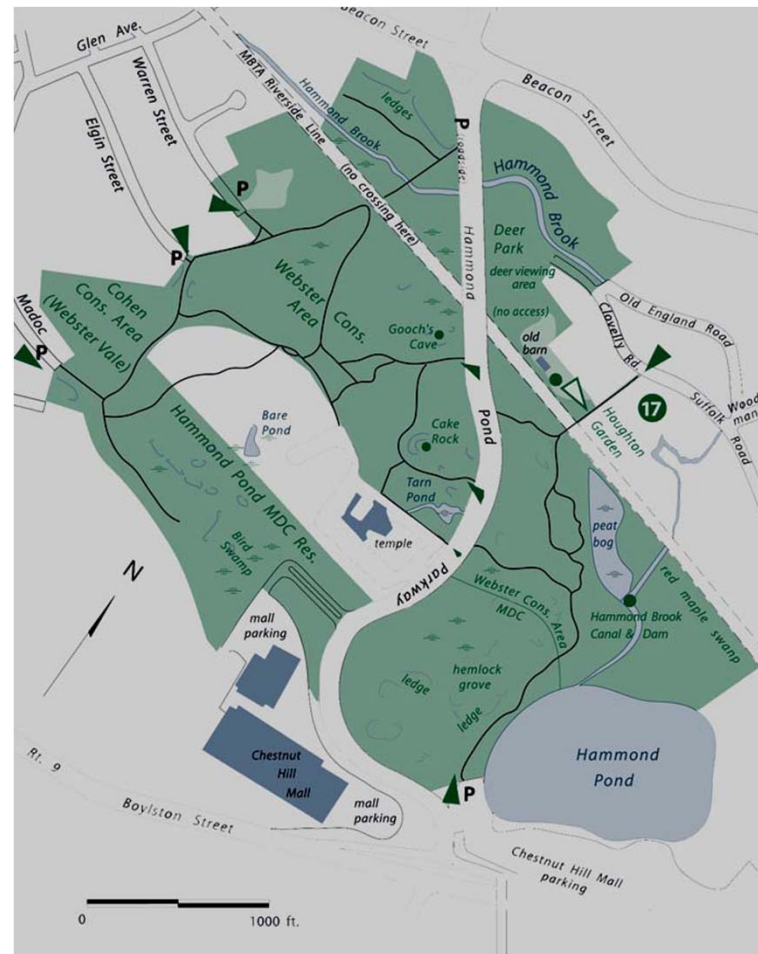 Beacon Street
Glen Ave.
Warren Street
Elgin Street
MBTA Riverside Line
(no crossing here)
Hammond Brook
ledges
P
Beacon
Street
Hammond
Brook
P
P
Deer
Park
deer viewing
area
(no access)
Hammond
Pond
Parkway
Webster Cons.
Area
Cohen
Cons. Area
(Webster Vale)
Madoc
P
Gooch's
Cave
old
barn
Old England Road
Clovelly Rd.
Suffolk
Road
Wood
man
17
Houghton
Garden
Cake
Rock
Bare
Pond
Tarn
Pond
Hammond Pond MDC Res.
peat
bog
temple
Bird
Swamp
N
Webster Cons. Area
MDC
red maple swamp
Hammond Brook
Canal & Dam
mall
parking
hemlock
grove
ledge
ledge
Chestnut
Hill
Mall
Hammond
Pond
P
mall
parking
Rt. 9
Boylston Street
Chestnut Hill Mall
parking
0
1000 ft.